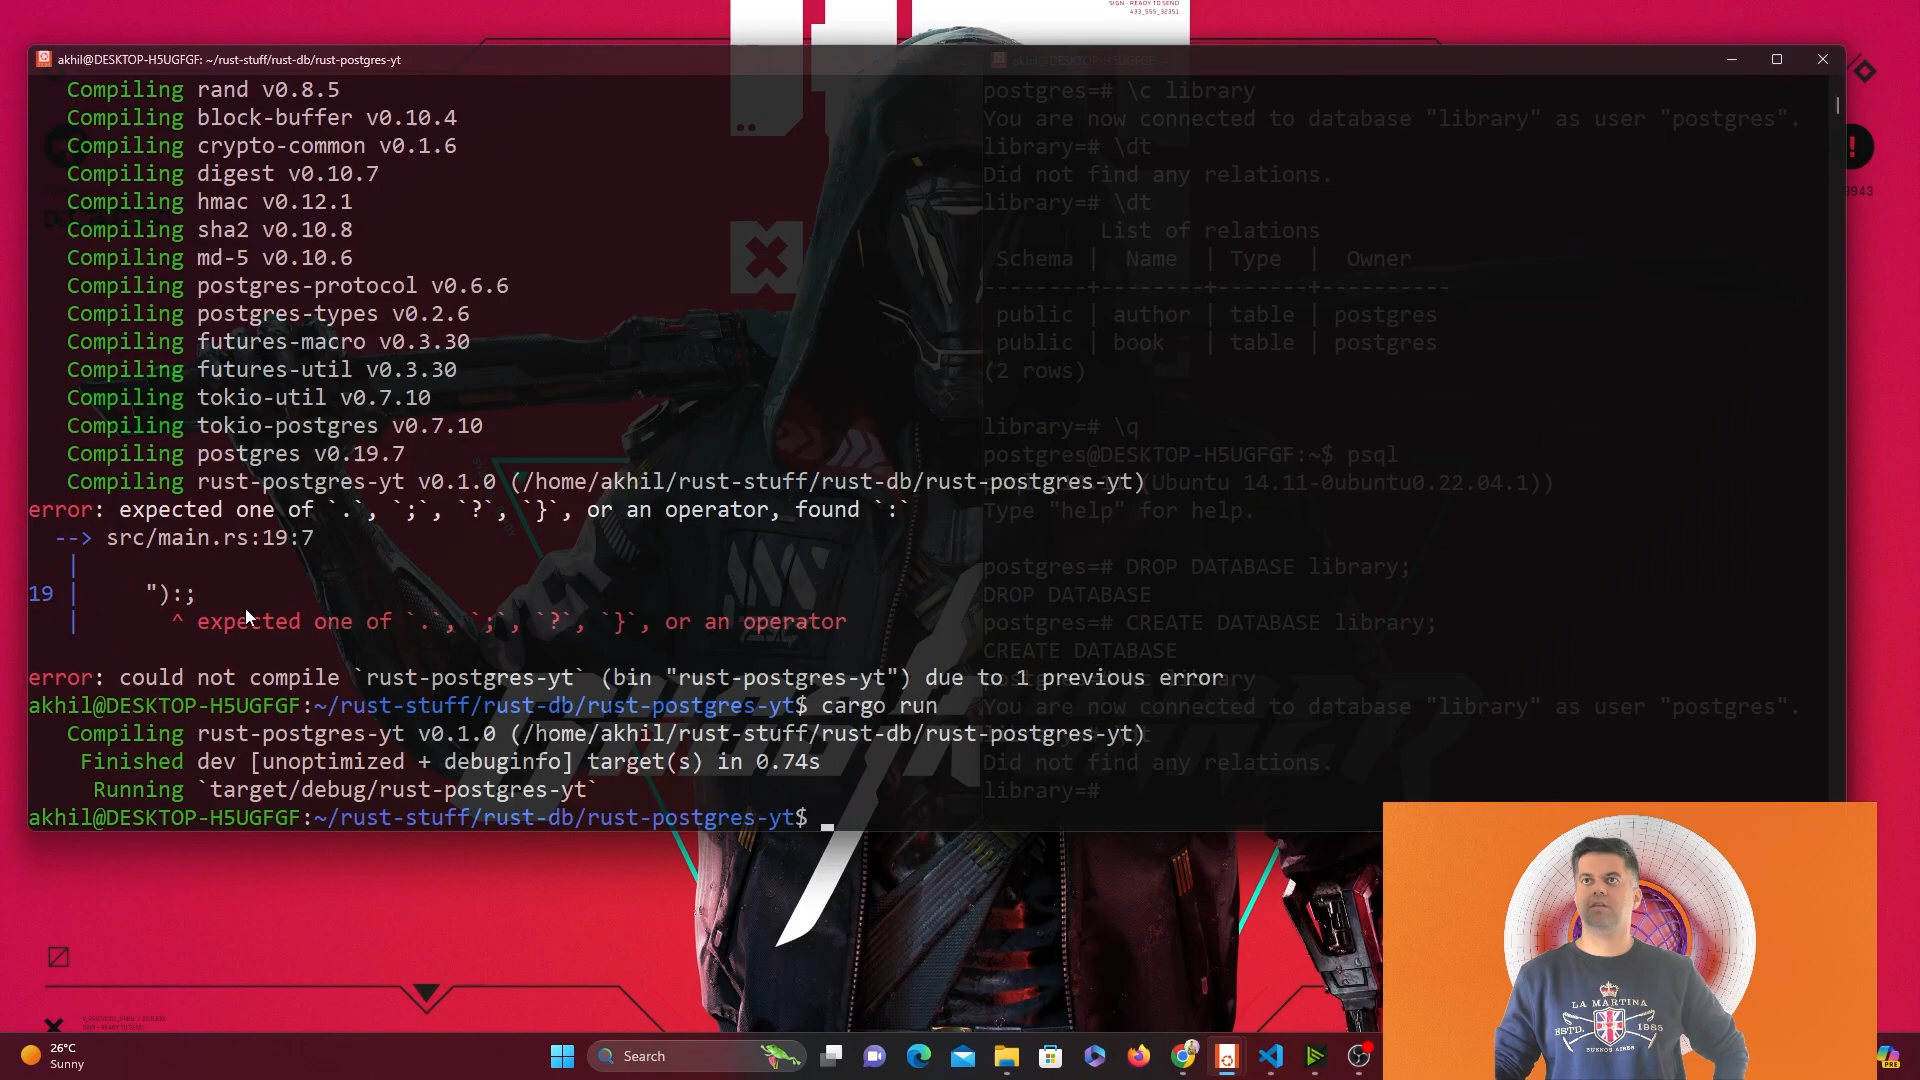 SIGN - READY TO SEND
433_555_32351
akhil@DESKTOP-H5UGFGF: ~/rust-stuff/rust-db/rust-postgres-yt
Compiling rand v0.8.5
Compiling block-buffer v0.10.4
Compiling crypto-common v0.1.6
Compiling digest v0.10.7
Compiling hmac v0.12.1
Compiling sha2 v0.10.8
Compiling md-5 v0.10.6
Compiling postgres-protocol v0.6.6
Compiling postgres-types v0.2.6
Compiling futures-macro v0.3.30
Compiling futures-util v0.3.30
Compiling tokio-util v0.7.10
Compiling tokio-postgres v0.7.10
Compiling postgres v0.19.7
Compiling rust-postgres-yt v0.1.0 (/home/akhil/rust-stuff/rust-db/rust-postgres-yt)
error: expected one of `.`, `;`, `?`, `}`, or an operator, found `:`
--> src/main.rs:19:7
|
19 | "):;
| ^ expected one of `.`, `;`, `?`, `}`, or an operator
error: could not compile `rust-postgres-yt` (bin "rust-postgres-yt") due to 1 previous error
akhil@DESKTOP-H5UGFGF:~/rust-stuff/rust-db/rust-postgres-yt$ cargo run
Compiling rust-postgres-yt v0.1.0 (/home/akhil/rust-stuff/rust-db/rust-postgres-yt)
Finished dev [unoptimized + debuginfo] target(s) in 0.74s
Running `target/debug/rust-postgres-yt`
akhil@DESKTOP-H5UGFGF:~/rust-stuff/rust-db/rust-postgres-yt$
postgres=# \c library
You are now connected to database "library" as user "postgres".
library=# \dt
Did not find any relations.
library=# \dt
List of relations
Schema | Name | Type | Owner
--------+--------+-------+----------
public | author | table | postgres
public | book | table | postgres
(2 rows)
library=# \q
postgres@DESKTOP-H5UGFGF:~$ psql
(Ubuntu 14.11-0ubuntu0.22.04.1))
Type "help" for help.
postgres=# DROP DATABASE library;
DROP DATABASE
postgres=# CREATE DATABASE library;
CREATE DATABASE
You are now connected to database "library" as user "postgres".
Did not find any relations.
library=#
9943
LA MARTINA
ESTD. 1985
BUENOS AIRES
26°C
Sunny
Search
PRE